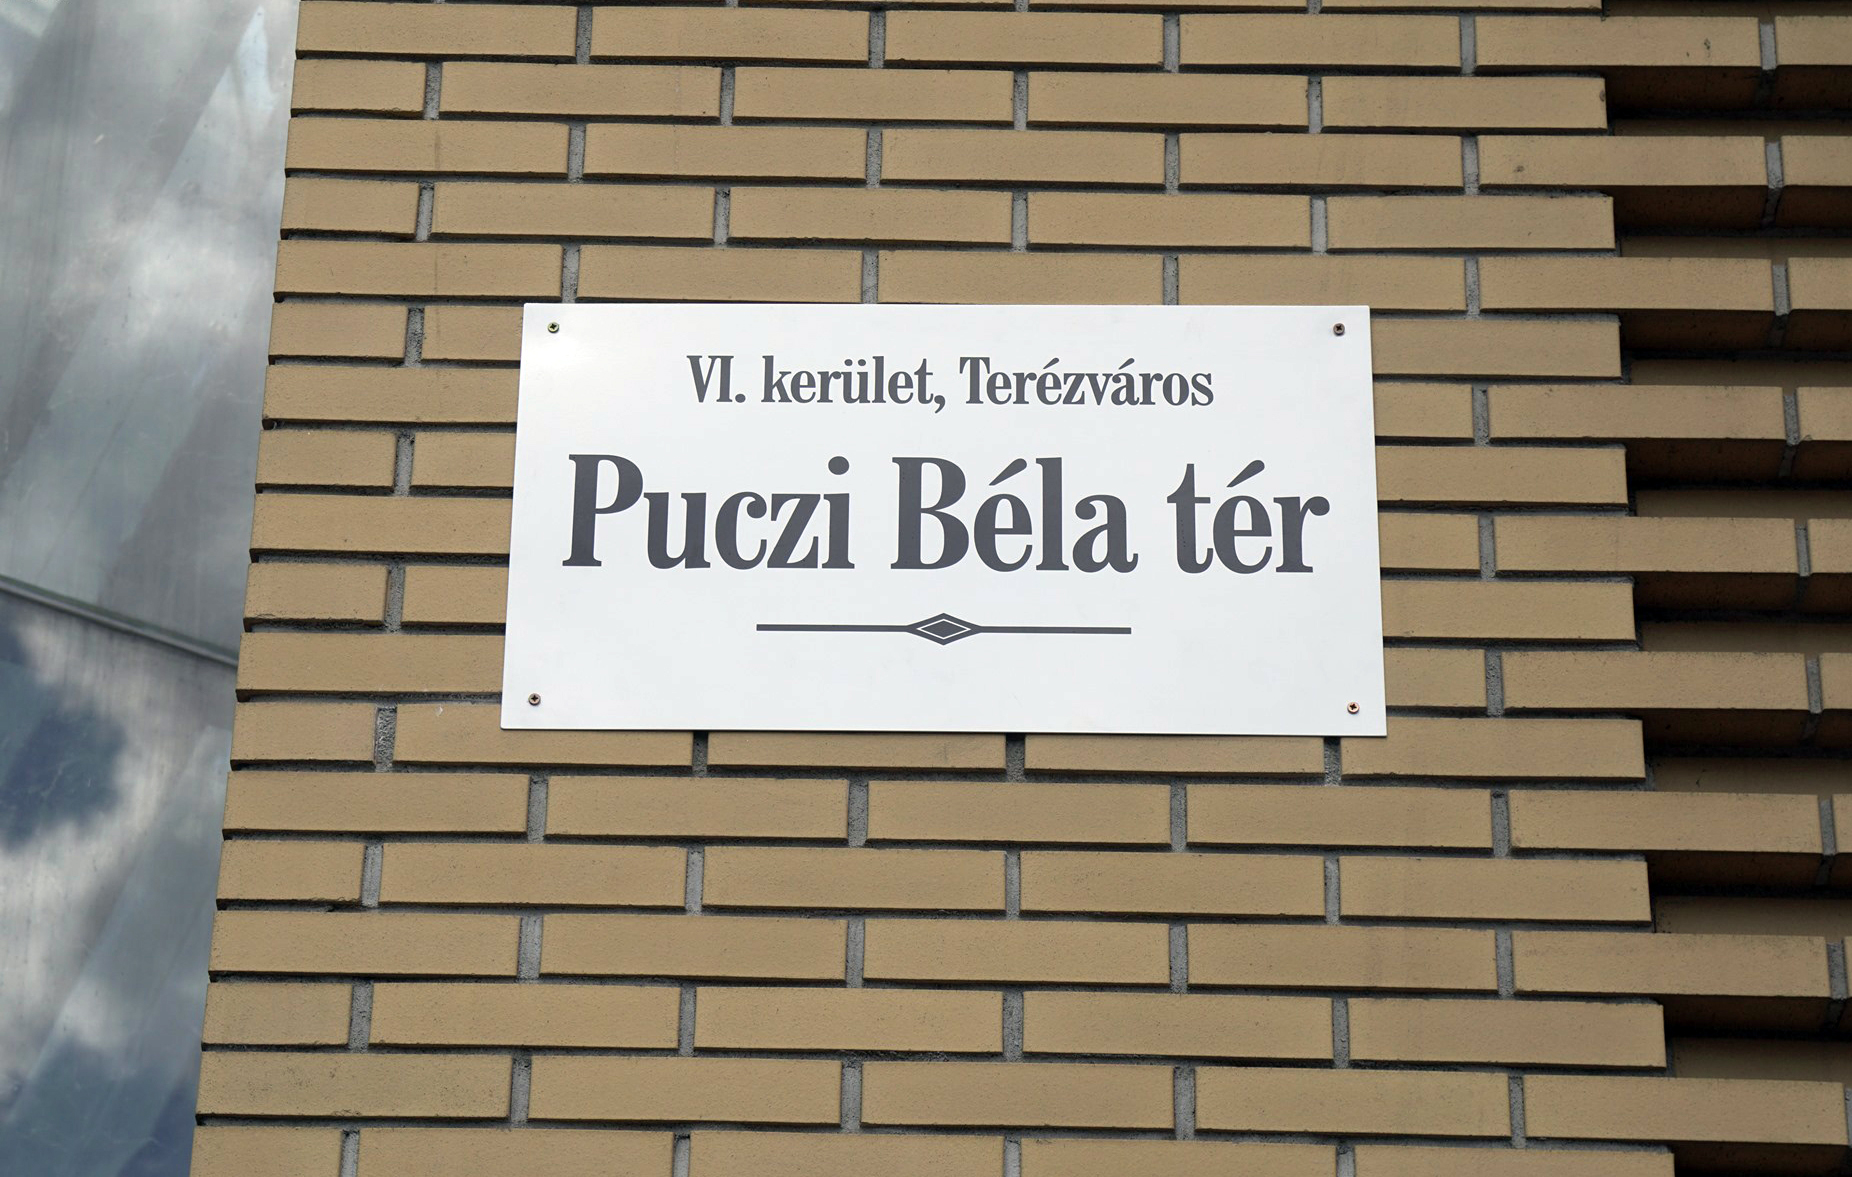 VI. kerület, Terézváros
Puczi Béla tér